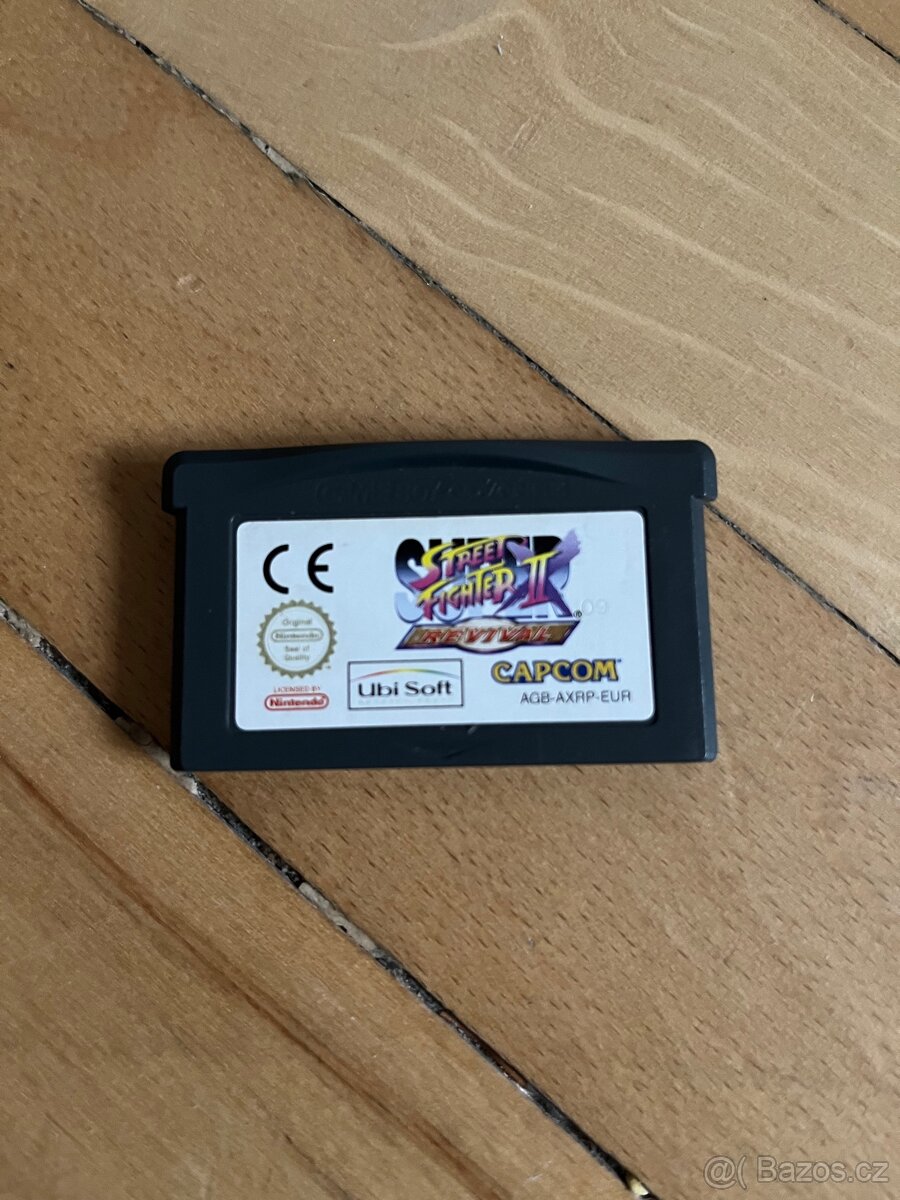 GAME BOY ADVANCE
CE
SUPER
STREET
FIGHTER II
®
REVIVAL
09
Original
Nintendo
Seal of
Quality
LICENSED BY
Nintendo
Ubi Soft
CAPCOM
AGB-AXRP-EUR
@( Bazos.cz